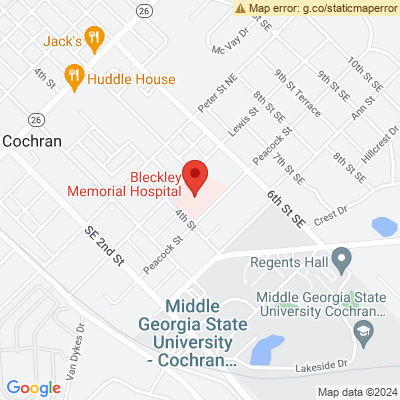 Map error: g.co/staticmaperror
26
Jack's
McVay Dr
10th St SE
4th St
Huddle House
9th St Terrace
9th St SE
Ann St
Peter St NE
8th St SE
26
Lewis St
Hillcrest Dr
Cochran
Peacock St
7th St SE
8th St SE
Bleckley
Memorial Hospital
6th St SE
4th St
Crest Dr
SE 2nd St
Peacock St
Regents Hall
Middle
Georgia State
University
- Cochran...
Middle Georgia State
University Cochran...
Van Dykes Dr
Lakeside Dr
Google
Map data ©2024